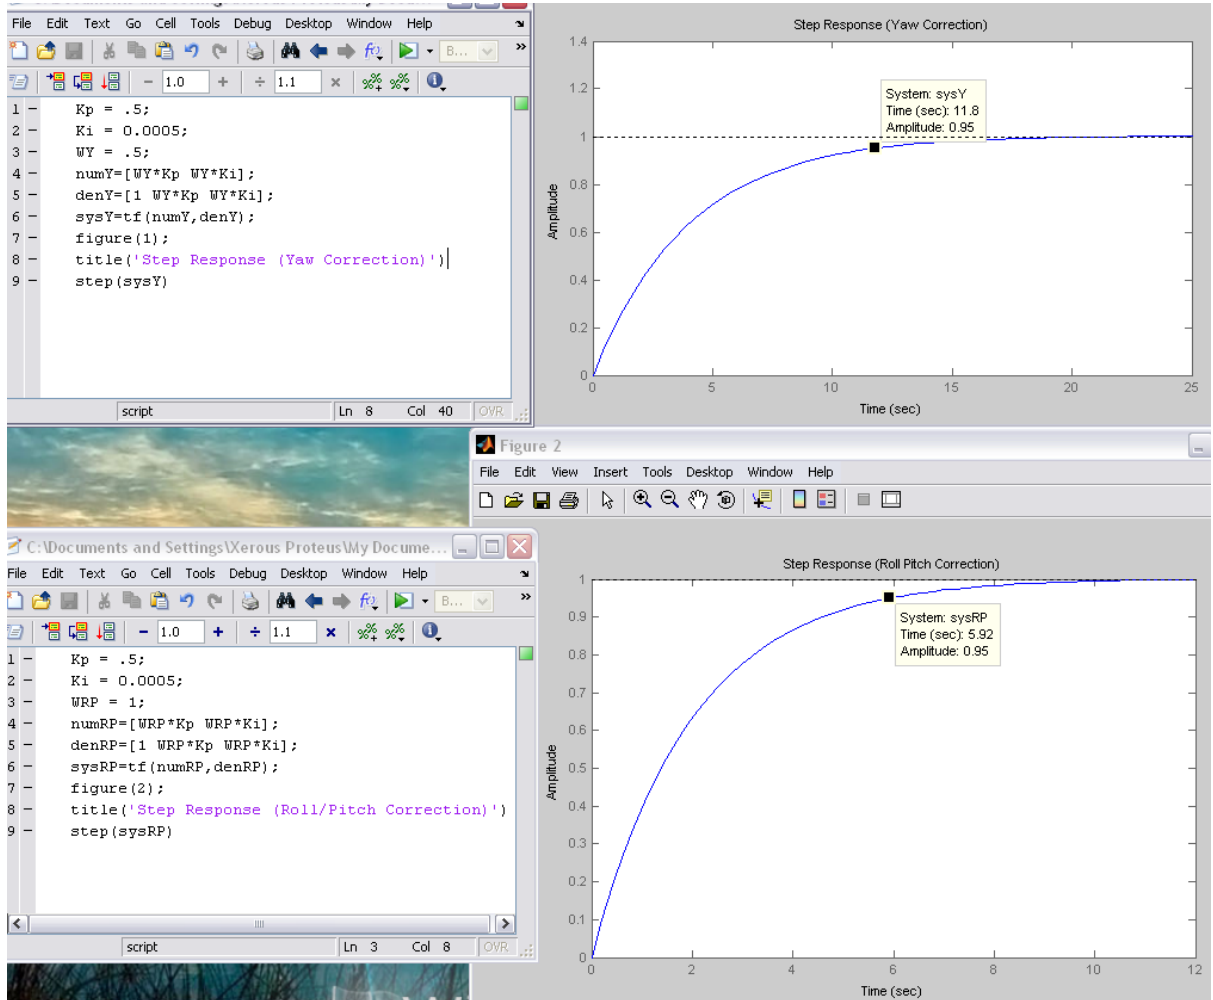 File Edit Text Go Cell Tools Debug Desktop Window Help
B...
1.0
1.1
1 Kp = .5;
2 Ki = 0.0005;
3 WY = .5;
4 numY=[WY*Kp WY*Ki];
5 denY=[1 WY*Kp WY*Ki];
6 sysY=tf(numY,denY);
7 figure(1);
8 title('Step Response (Yaw Correction)')
9 step(sysY)
script Ln 8 Col 40 OVR
Step Response (Yaw Correction)
1.4
1.2
1
0.8
0.6
0.4
0.2
0
Amplitude
System: sysY
Time (sec): 11.8
Amplitude: 0.95
0 5 10 15 20 25
Time (sec)
Figure 2
File Edit View Insert Tools Desktop Window Help
C:\Documents and Settings\Xerous Proteus\My Docume...
File Edit Text Go Cell Tools Debug Desktop Window Help
B...
1.0
1.1
1 Kp = .5;
2 Ki = 0.0005;
3 WRP = 1;
4 numRP=[WRP*Kp WRP*Ki];
5 denRP=[1 WRP*Kp WRP*Ki];
6 sysRP=tf(numRP,denRP);
7 figure(2);
8 title('Step Response (Roll/Pitch Correction)')
9 step(sysRP)
script Ln 3 Col 8 OVR
Step Response (Roll Pitch Correction)
1
0.9
0.8
0.7
0.6
0.5
0.4
0.3
0.2
0.1
0
Amplitude
System: sysRP
Time (sec): 5.92
Amplitude: 0.95
0 2 4 6 8 10 12
Time (sec)